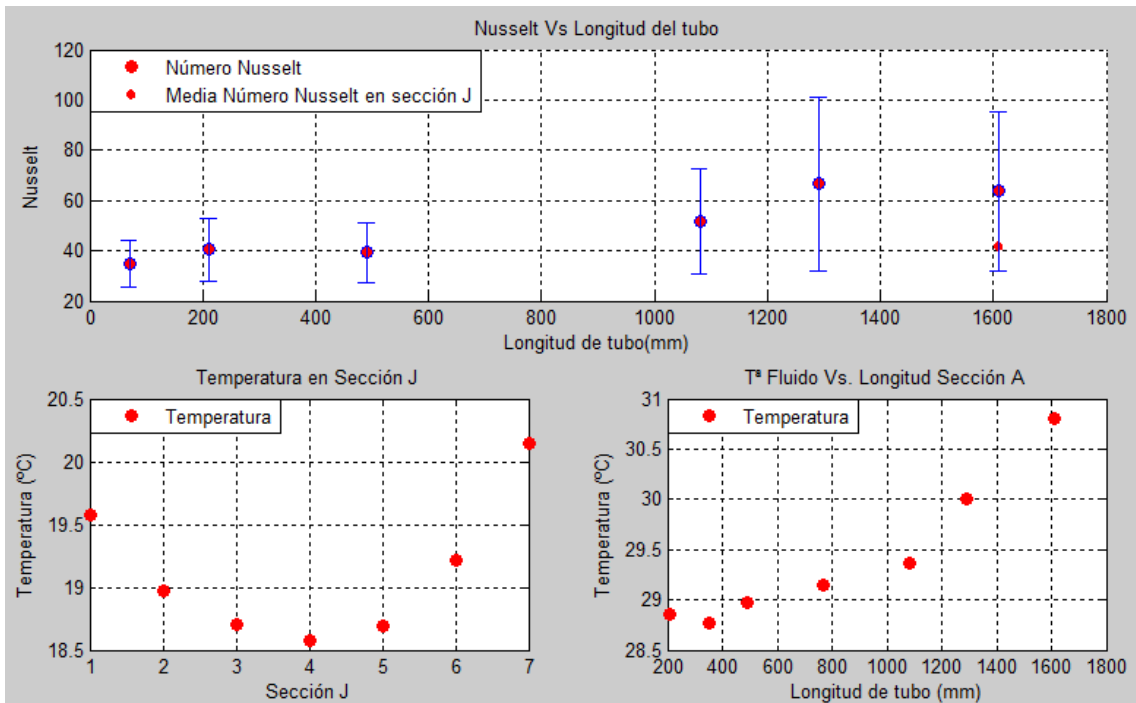 Nusselt Vs Longitud del tubo
120
100
80
60
40
20
Nusselt
Número Nusselt
Media Número Nusselt en sección J
0 200 400 600 800 1000 1200 1400 1600 1800
Longitud de tubo(mm)
Temperatura en Sección J
20.5
20
19.5
19
18.5
Temperatura (ºC)
Temperatura
1 2 3 4 5 6 7
Sección J
Tª Fluido Vs. Longitud Sección A
31
30.5
30
29.5
29
28.5
Temperatura (ºC)
Temperatura
200 400 600 800 1000 1200 1400 1600 1800
Longitud de tubo (mm)